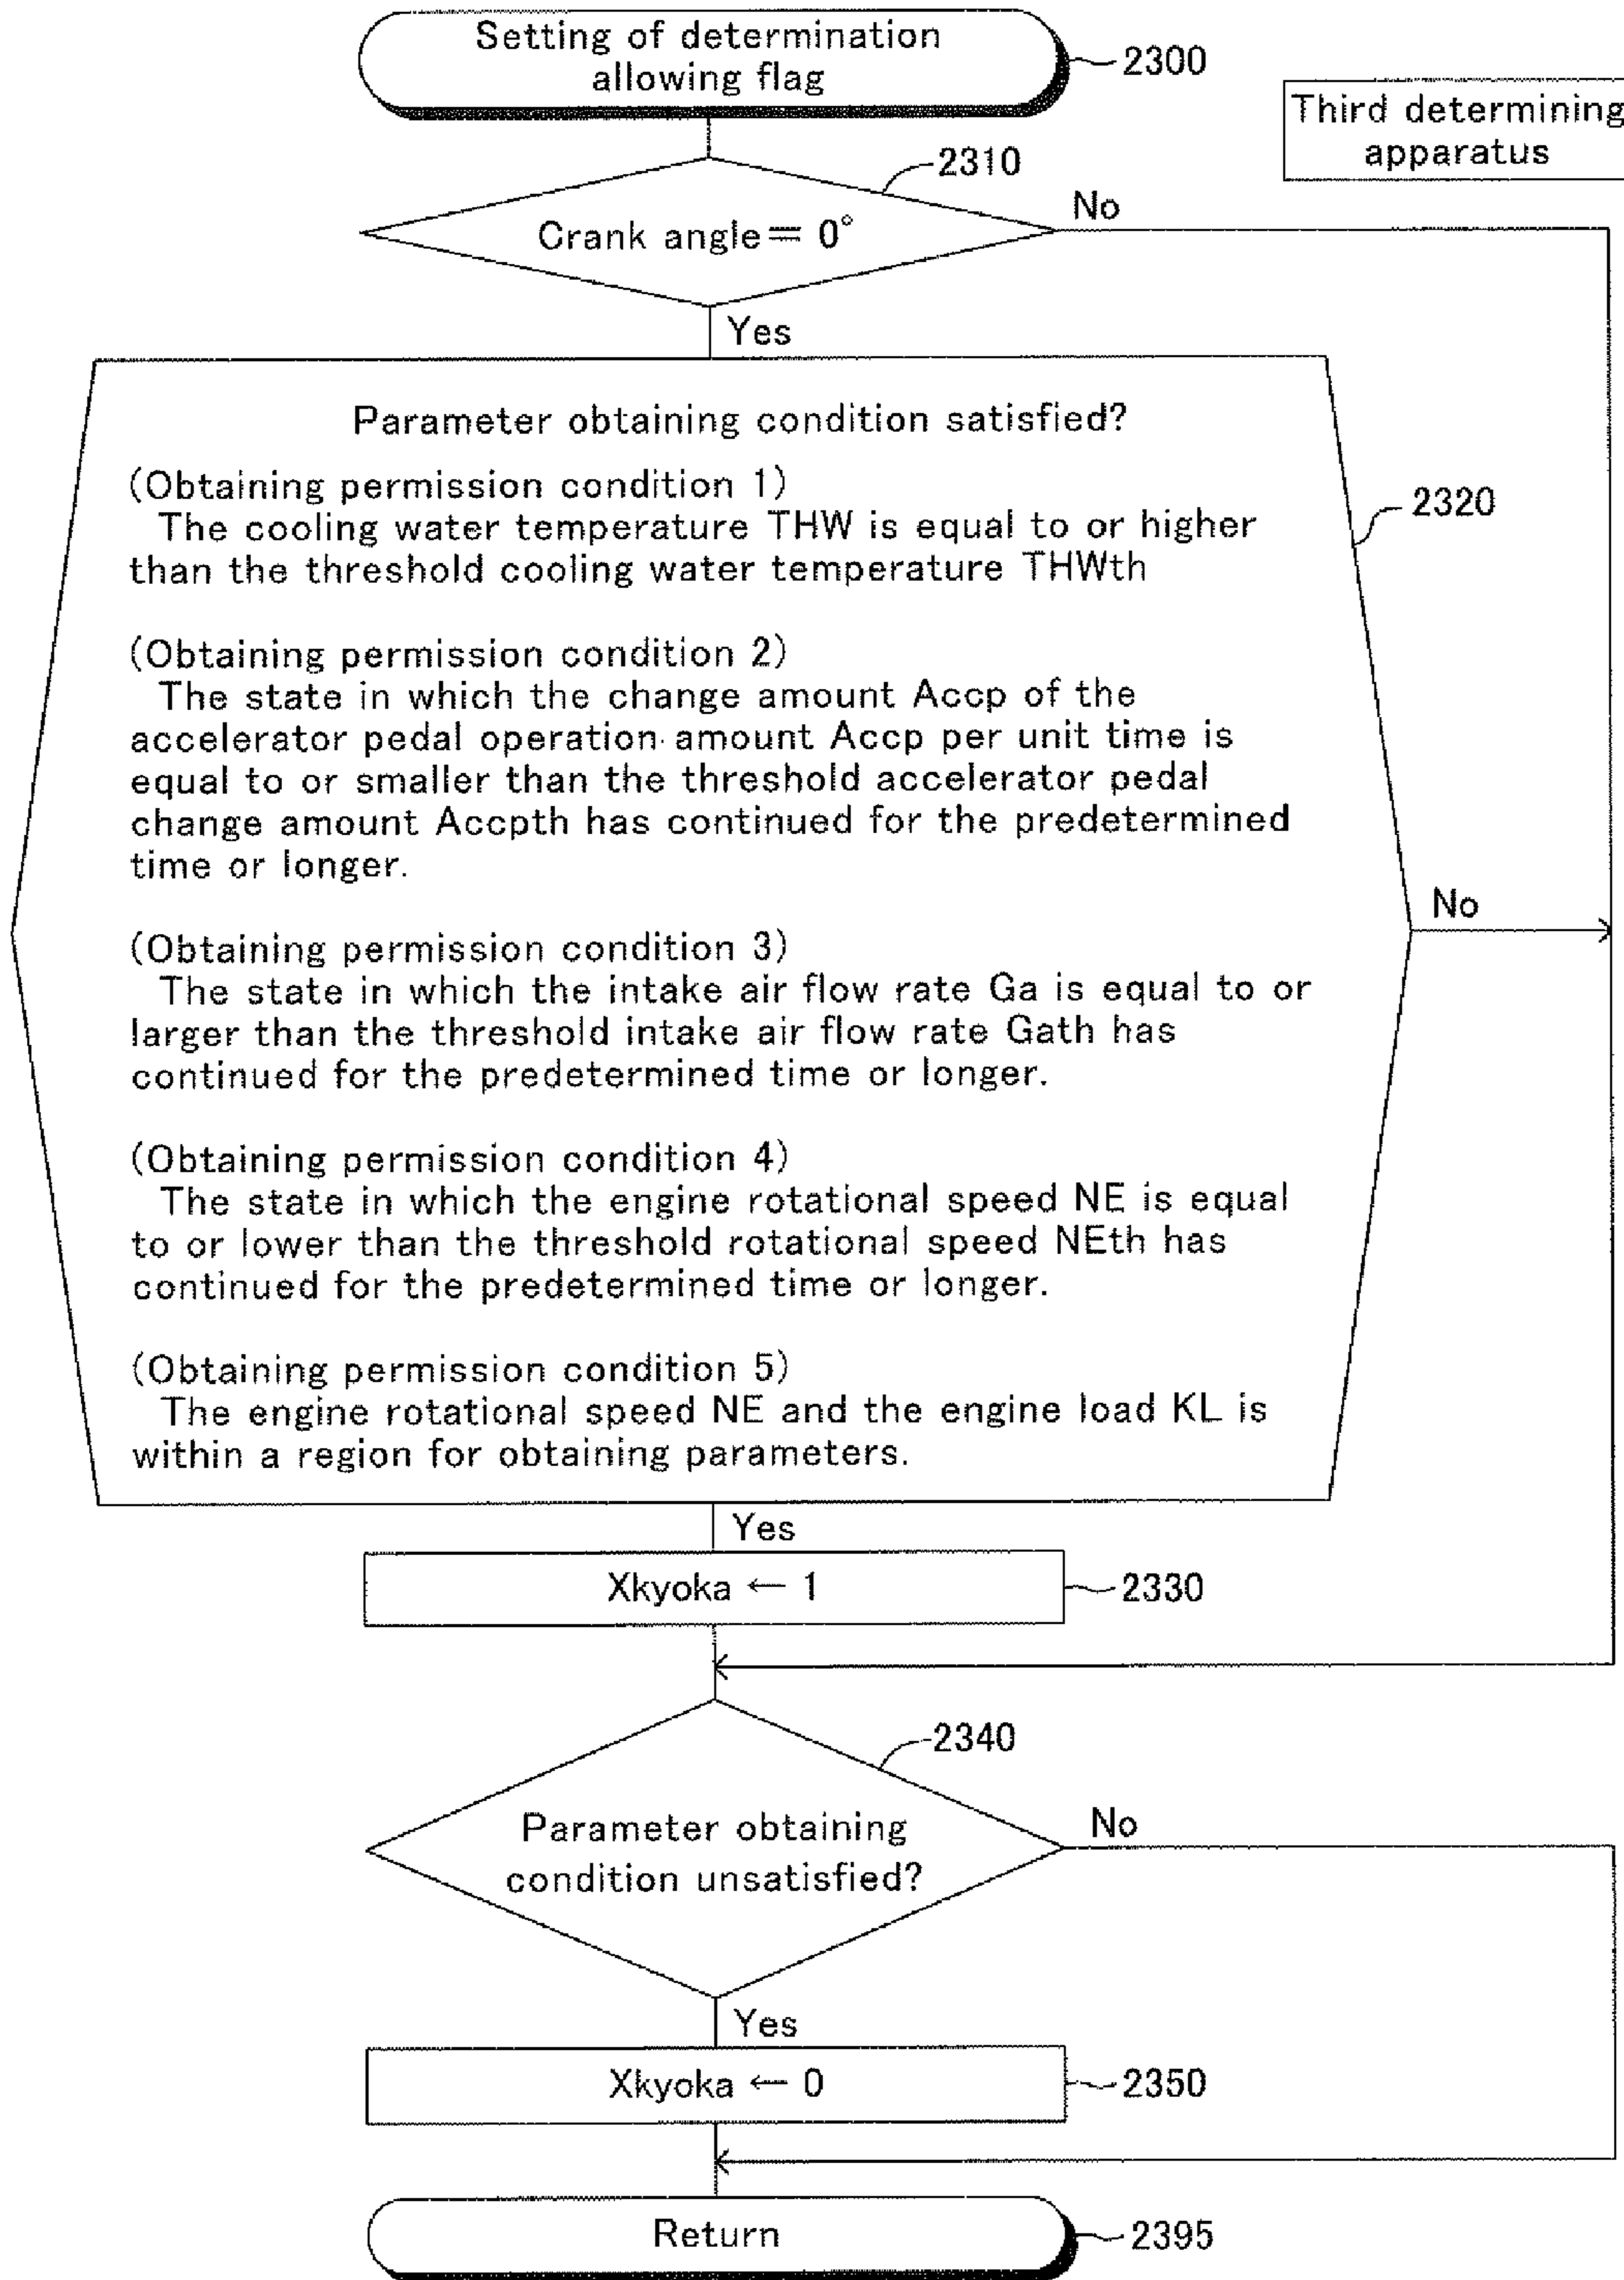 Setting of determination
allowing flag
2300
Third determining
apparatus
2310
Crank angle = 0°
No
Yes
Parameter obtaining condition satisfied?
(Obtaining permission condition 1)
The cooling water temperature THW is equal to or higher
than the threshold cooling water temperature THWth
2320
(Obtaining permission condition 2)
The state in which the change amount Accp of the
accelerator pedal operation amount Accp per unit time is
equal to or smaller than the threshold accelerator pedal
change amount Accpth has continued for the predetermined
time or longer.
No
(Obtaining permission condition 3)
The state in which the intake air flow rate Ga is equal to or
larger than the threshold intake air flow rate Gath has
continued for the predetermined time or longer.
(Obtaining permission condition 4)
The state in which the engine rotational speed NE is equal
to or lower than the threshold rotational speed NEth has
continued for the predetermined time or longer.
(Obtaining permission condition 5)
The engine rotational speed NE and the engine load KL is
within a region for obtaining parameters.
Yes
Xkyoka ← 1
2330
2340
Parameter obtaining
condition unsatisfied?
No
Yes
Xkyoka ← 0
2350
Return
2395